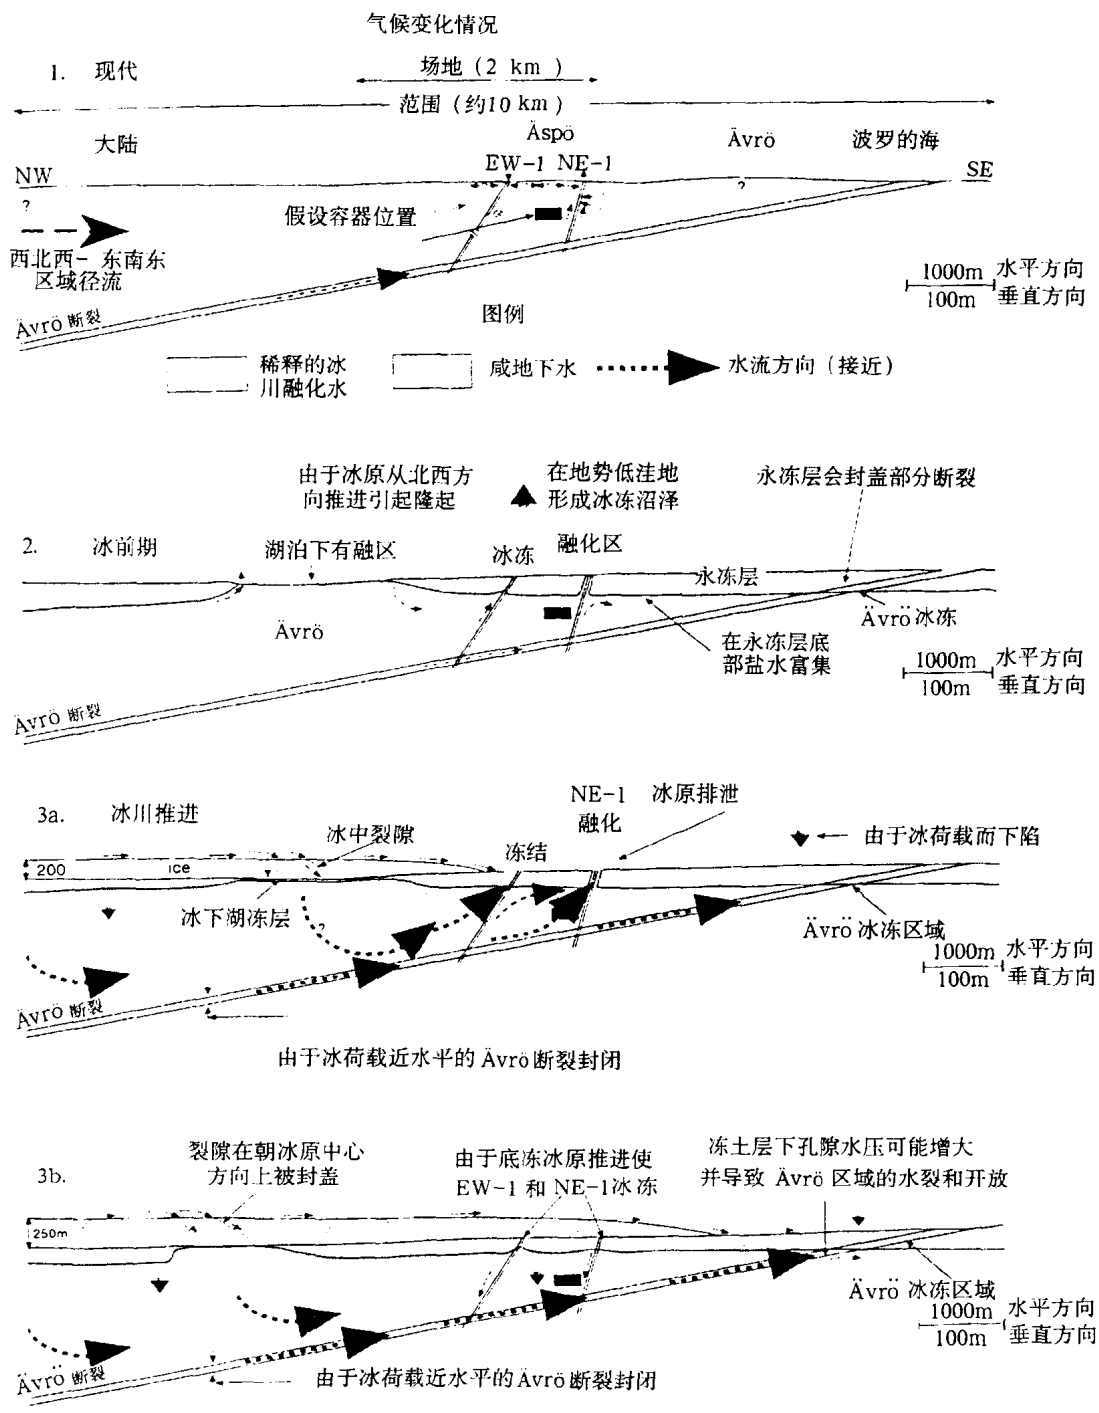 气候变化情况
1. 现代
场地(2 km)
范围(约10 km)
大陆
Äspö
Ävrö
波罗的海
EW-1 NE-1
NW
SE
?
?
假设容器位置
西北西- 东南东
区域径流
1000m 水平方向
100m 垂直方向
Ävrö 断裂
图例
稀释的冰
川融化水
咸地下水
水流方向(接近)
由于冰原从北西方
向推进引起隆起
在地势低洼地
形成冰冻沼泽
永冻层会封盖部分断裂
2. 冰前期
湖泊下有融区
冰冻
融化区
永冻层
Ävrö
Ävrö 冰冻
在永冻层底
部盐水富集
1000m 水平方向
100m 垂直方向
Ävrö 断裂
3a. 冰川推进
NE-1
融化
冰原排泄
冰中裂隙
由于冰荷载而下陷
200
ice
冻结
冰下湖冻层
?
Ävrö 冰冻区域
1000m 水平方向
100m 垂直方向
Ävrö 断裂
由于冰荷载近水平的 Ävrö 断裂封闭
3b.
裂隙在朝冰原中心
方向上被封盖
由于底冻冰原推进使
EW-1 和 NE-1 冰冻
冻土层下孔隙水压可能增大
并导致 Ävrö 区域的水裂和开放
250m
Ävrö 冰冻区域
1000m 水平方向
100m 垂直方向
Ävrö 断裂
由于冰荷载近水平的 Ävrö 断裂封闭